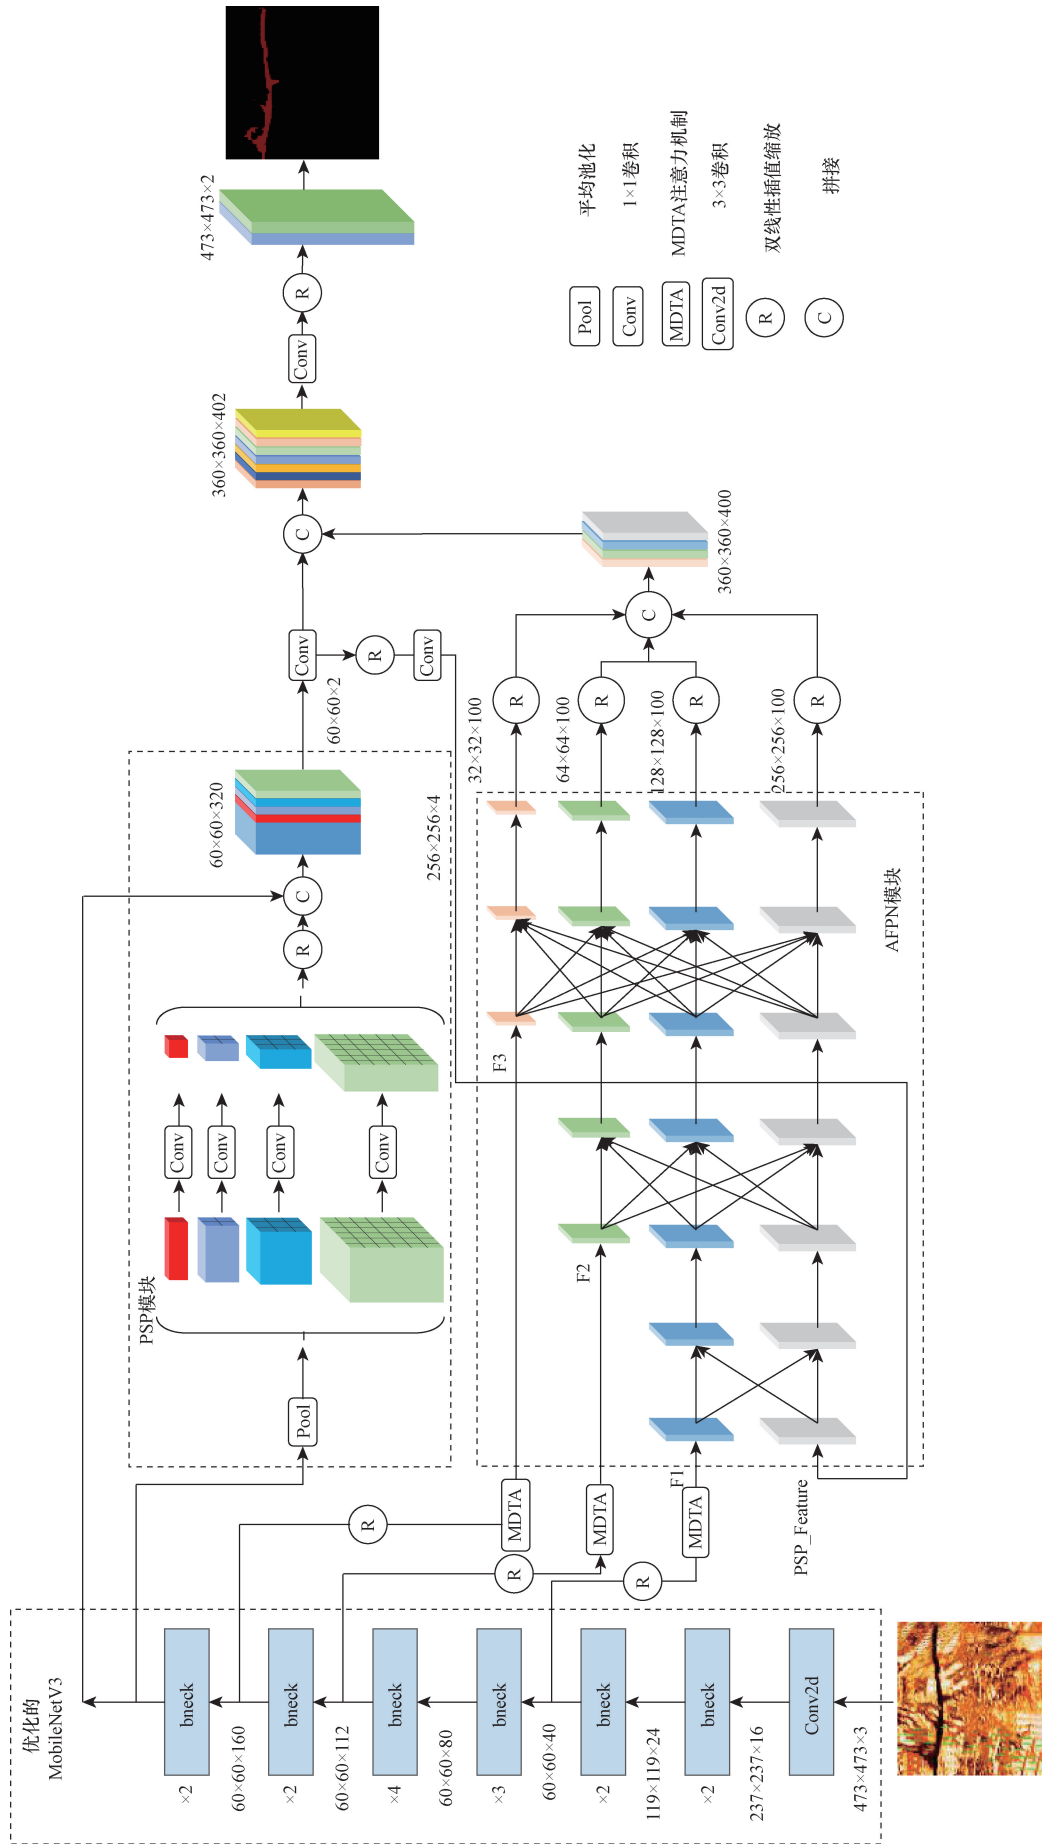 优化的
MobileNetV3
×2
bneck
60×60×160
×2
bneck
60×60×112
×4
bneck
60×60×80
×3
bneck
60×60×40
×2
bneck
119×119×24
×2
bneck
237×237×16
Conv2d
473×473×3
R
R
R
MDTA
MDTA
MDTA
PSP模块
Pool
Conv
Conv
Conv
Conv
R
C
60×60×320
60×60×2
Conv
R
Conv
256×256×4
C
360×360×402
Conv
R
473×473×2
F1
F2
F3
PSP_Feature
AFPN模块
32×32×100
64×64×100
128×128×100
256×256×100
R
R
R
R
C
360×360×400
Pool
平均池化
Conv
1×1卷积
MDTA
MDTA注意力机制
Conv2d
3×3卷积
R
双线性插值缩放
C
拼接